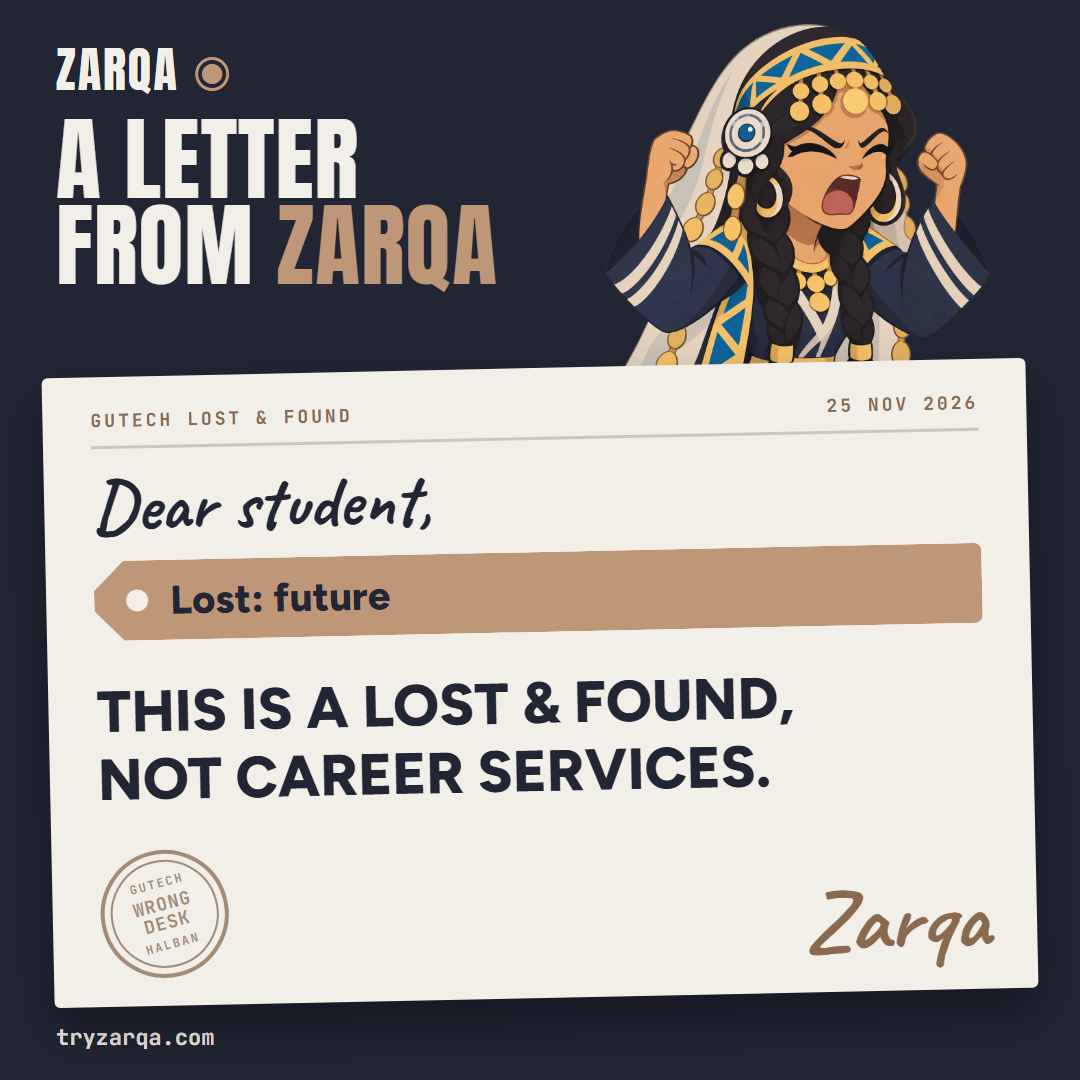 ZARQA
A LETTER
FROM ZARQA
GUTECH LOST & FOUND
25 NOV 2026
Dear student,
Lost: future
THIS IS A LOST & FOUND,
NOT CAREER SERVICES.
GUTECH
WRONG
DESK
HALBAN
Zarqa
tryzarqa.com